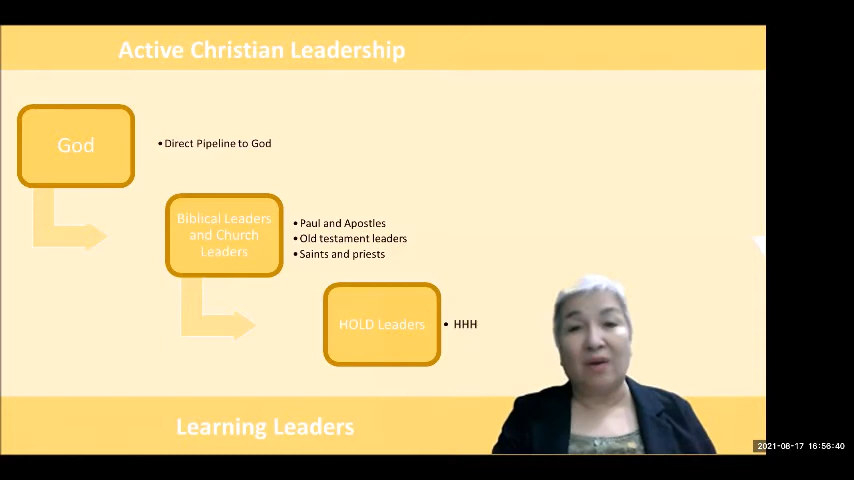 Active Christian Leadership
God
• Direct Pipeline to God
Biblical Leaders
and Church
Leaders
• Paul and Apostles
• Old testament leaders
• Saints and priests
HOLD Leaders
• HHH
Learning Leaders
2021-08-17 16:56:40